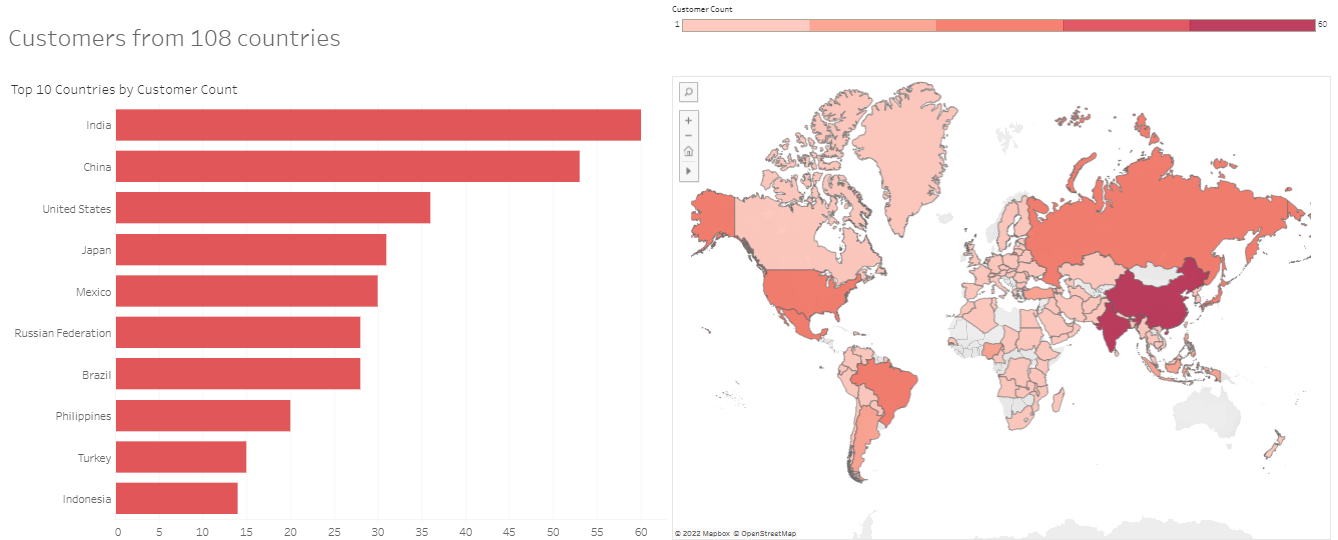 Customers from 108 countries
Customer Count
1
60
Top 10 Countries by Customer Count
India
China
United States
Japan
Mexico
Russian Federation
Brazil
Philippines
Turkey
Indonesia
0 5 10 15 20 25 30 35 40 45 50 55 60
© 2022 Mapbox © OpenStreetMap